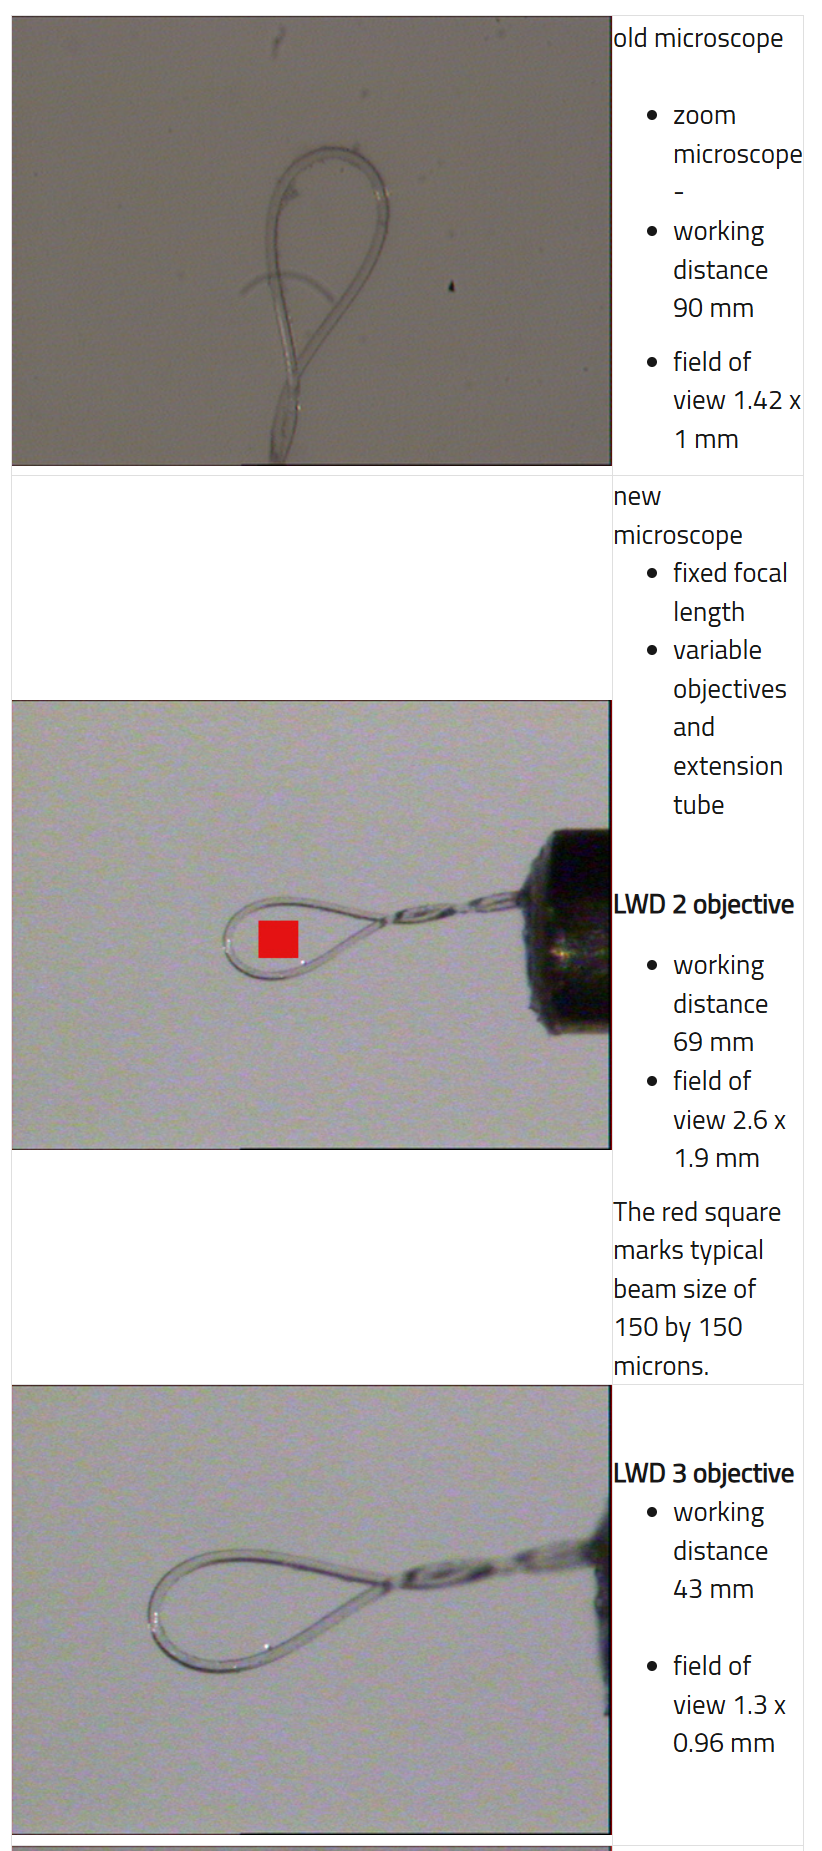 old microscope
• zoom
microscope
-
• working
distance
90 mm
• field of
view 1.42 x
1 mm
new
microscope
• fixed focal
length
• variable
objectives
and
extension
tube
LWD 2 objective
• working
distance
69 mm
• field of
view 2.6 x
1.9 mm
The red square
marks typical
beam size of
150 by 150
microns.
LWD 3 objective
• working
distance
43 mm
• field of
view 1.3 x
0.96 mm